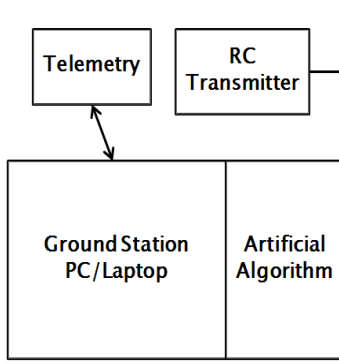 Telemetry
RC
Transmitter
Ground Station
PC/Laptop
Artificial
Algorithm